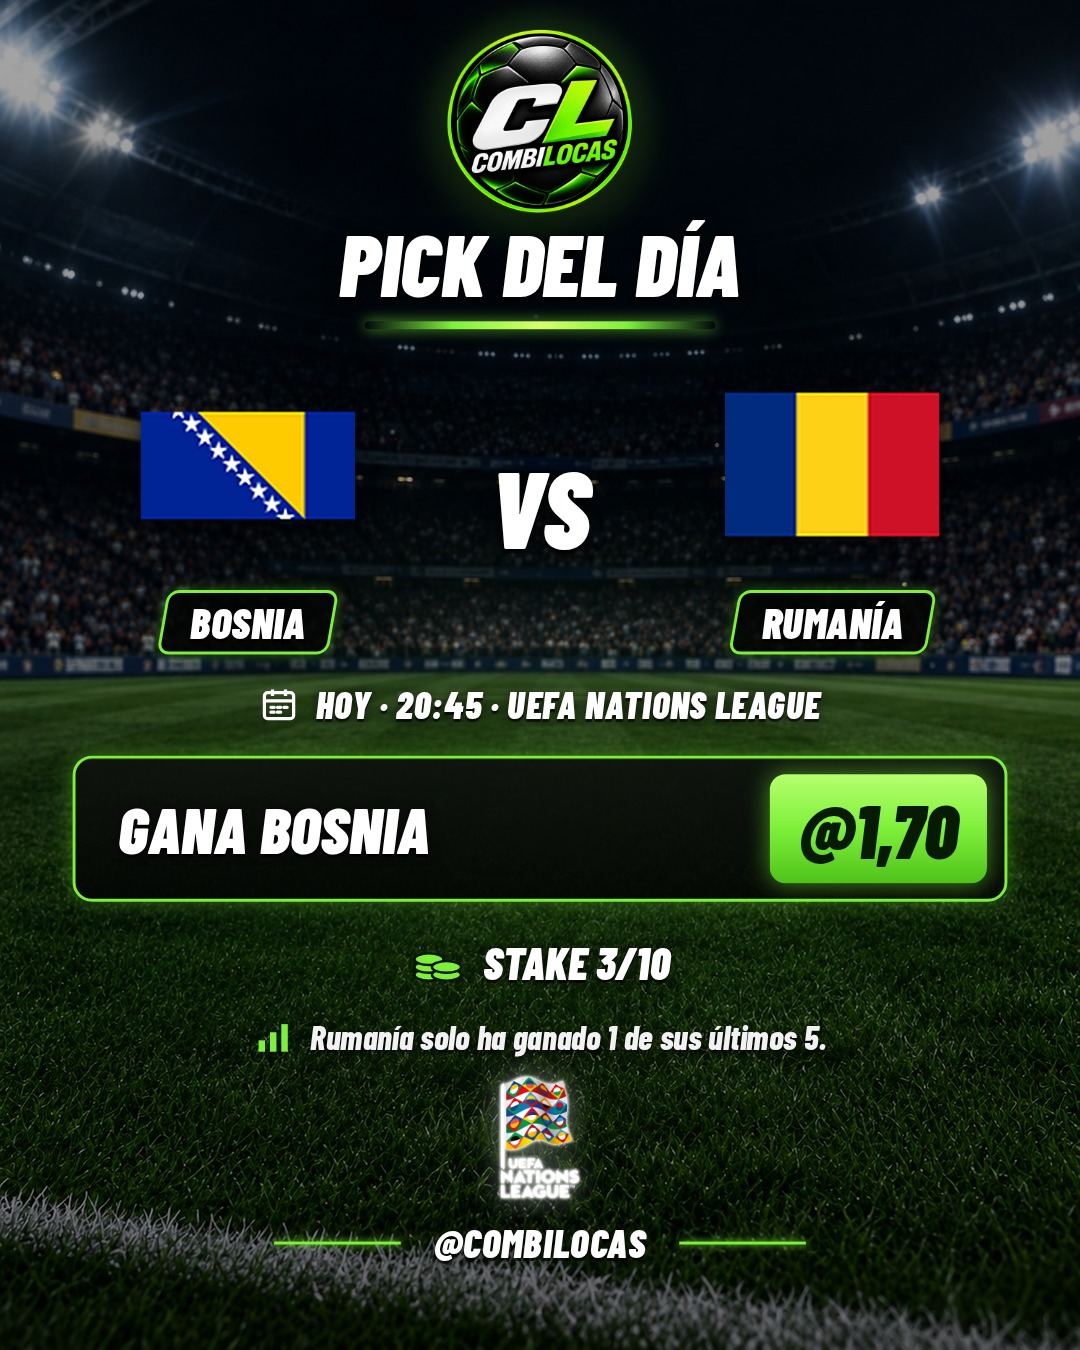 CL
COMBILOCAS
PICK DEL DÍA
VS
BOSNIA
RUMANÍA
HOY · 20:45 · UEFA NATIONS LEAGUE
GANA BOSNIA
@1,70
STAKE 3/10
Rumanía solo ha ganado 1 de sus últimos 5.
UEFA
NATIONS
LEAGUE
@COMBILOCAS